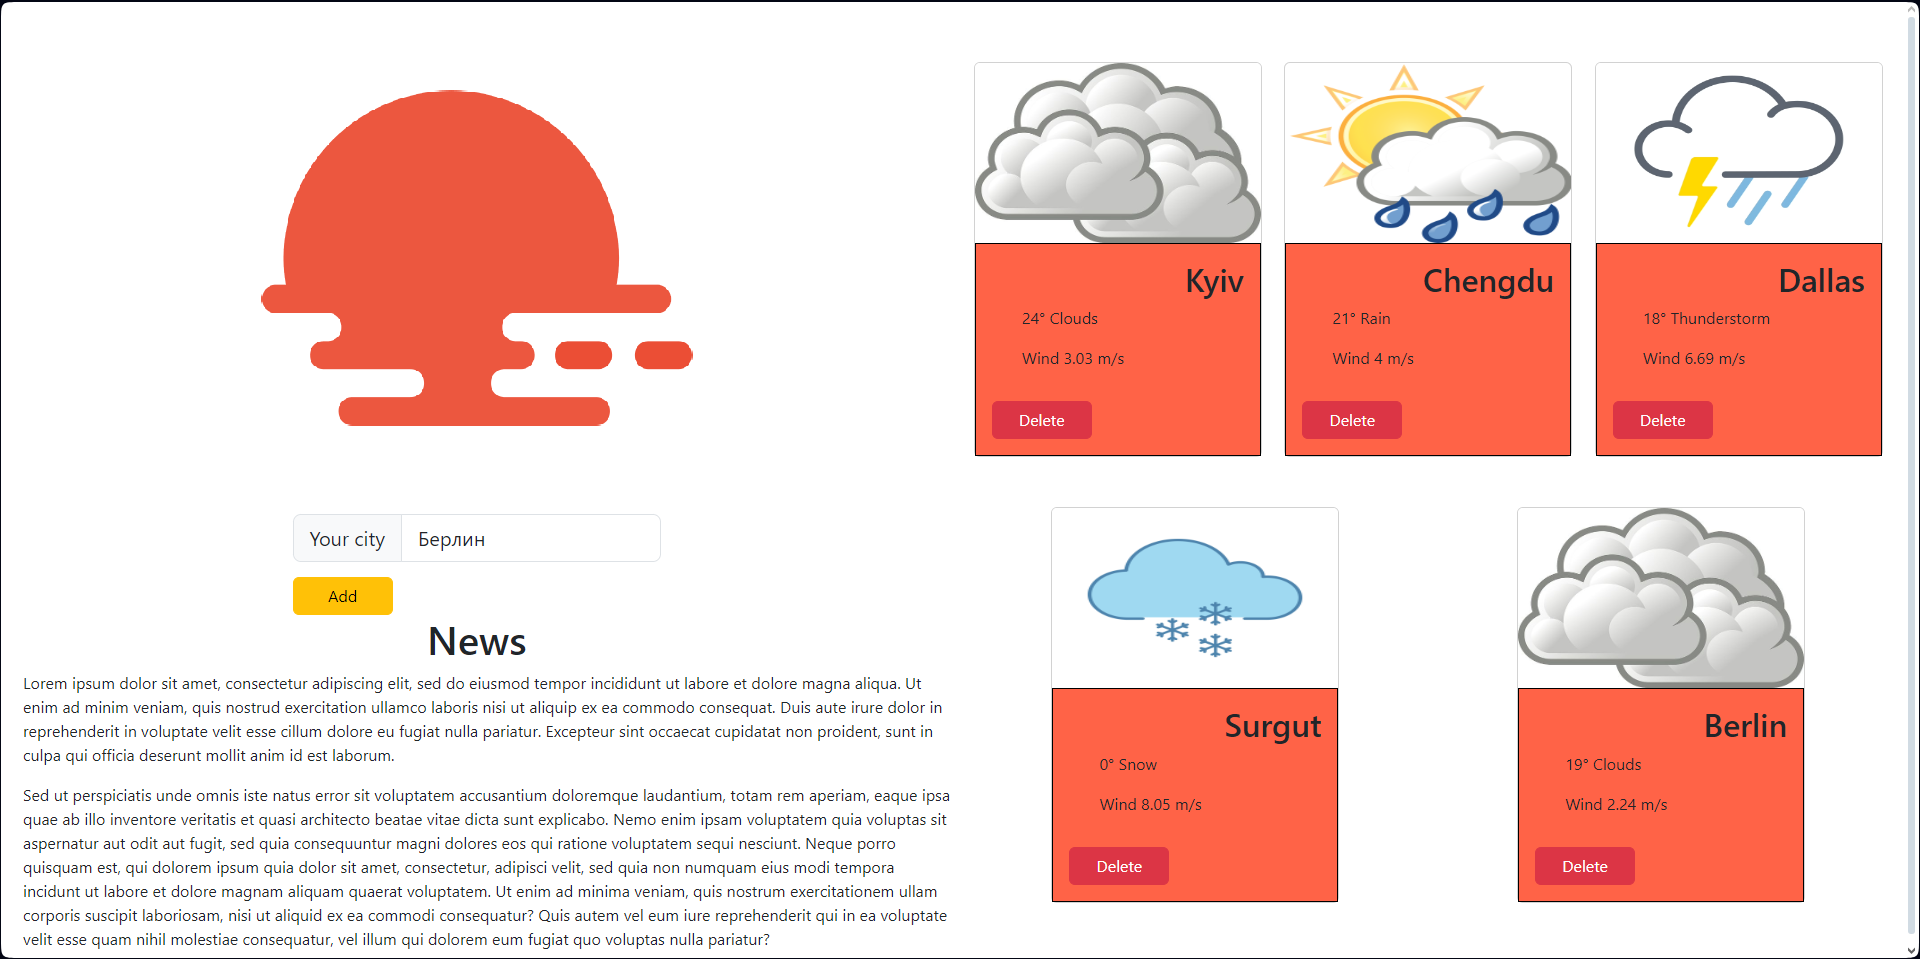 Your city
Берлин
Add
News
Lorem ipsum dolor sit amet, consectetur adipiscing elit, sed do eiusmod tempor incididunt ut labore et dolore magna aliqua. Ut
enim ad minim veniam, quis nostrud exercitation ullamco laboris nisi ut aliquip ex ea commodo consequat. Duis aute irure dolor in
reprehenderit in voluptate velit esse cillum dolore eu fugiat nulla pariatur. Excepteur sint occaecat cupidatat non proident, sunt in
culpa qui officia deserunt mollit anim id est laborum.
Sed ut perspiciatis unde omnis iste natus error sit voluptatem accusantium doloremque laudantium, totam rem aperiam, eaque ipsa
quae ab illo inventore veritatis et quasi architecto beatae vitae dicta sunt explicabo. Nemo enim ipsam voluptatem quia voluptas sit
aspernatur aut odit aut fugit, sed quia consequuntur magni dolores eos qui ratione voluptatem sequi nesciunt. Neque porro
quisquam est, qui dolorem ipsum quia dolor sit amet, consectetur, adipisci velit, sed quia non numquam eius modi tempora
incidunt ut labore et dolore magnam aliquam quaerat voluptatem. Ut enim ad minima veniam, quis nostrum exercitationem ullam
corporis suscipit laboriosam, nisi ut aliquid ex ea commodi consequatur? Quis autem vel eum iure reprehenderit qui in ea voluptate
velit esse quam nihil molestiae consequatur, vel illum qui dolorem eum fugiat quo voluptas nulla pariatur?
Kyiv
24° Clouds
Wind 3.03 m/s
Delete
Chengdu
21° Rain
Wind 4 m/s
Delete
Dallas
18° Thunderstorm
Wind 6.69 m/s
Delete
Surgut
0° Snow
Wind 8.05 m/s
Delete
Berlin
19° Clouds
Wind 2.24 m/s
Delete